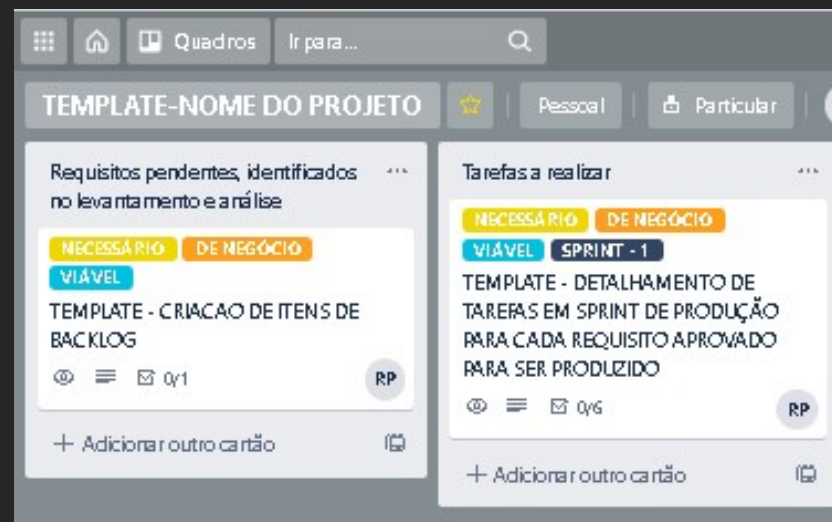 Quadros Ir para...
TEMPLATE-NOME DO PROJETO Pessoal Particular
Requisitos pendentes, identificados
no levantamento e análise
NECESSÁRIO DE NEGÓCIO
VIÁVEL
TEMPLATE - CRIACAO DE ITENS DE
BACKLOG
0/1 RP
+ Adicionar outro cartão
Tarefas a realizar
NECESSÁRIO DE NEGÓCIO
VIÁVEL SPRINT - 1
TEMPLATE - DETALHAMENTO DE
TAREFAS EM SPRINT DE PRODUÇÃO
PARA CADA REQUISITO APROVADO
PARA SER PRODUZIDO
0/6 RP
+ Adicionar outro cartão